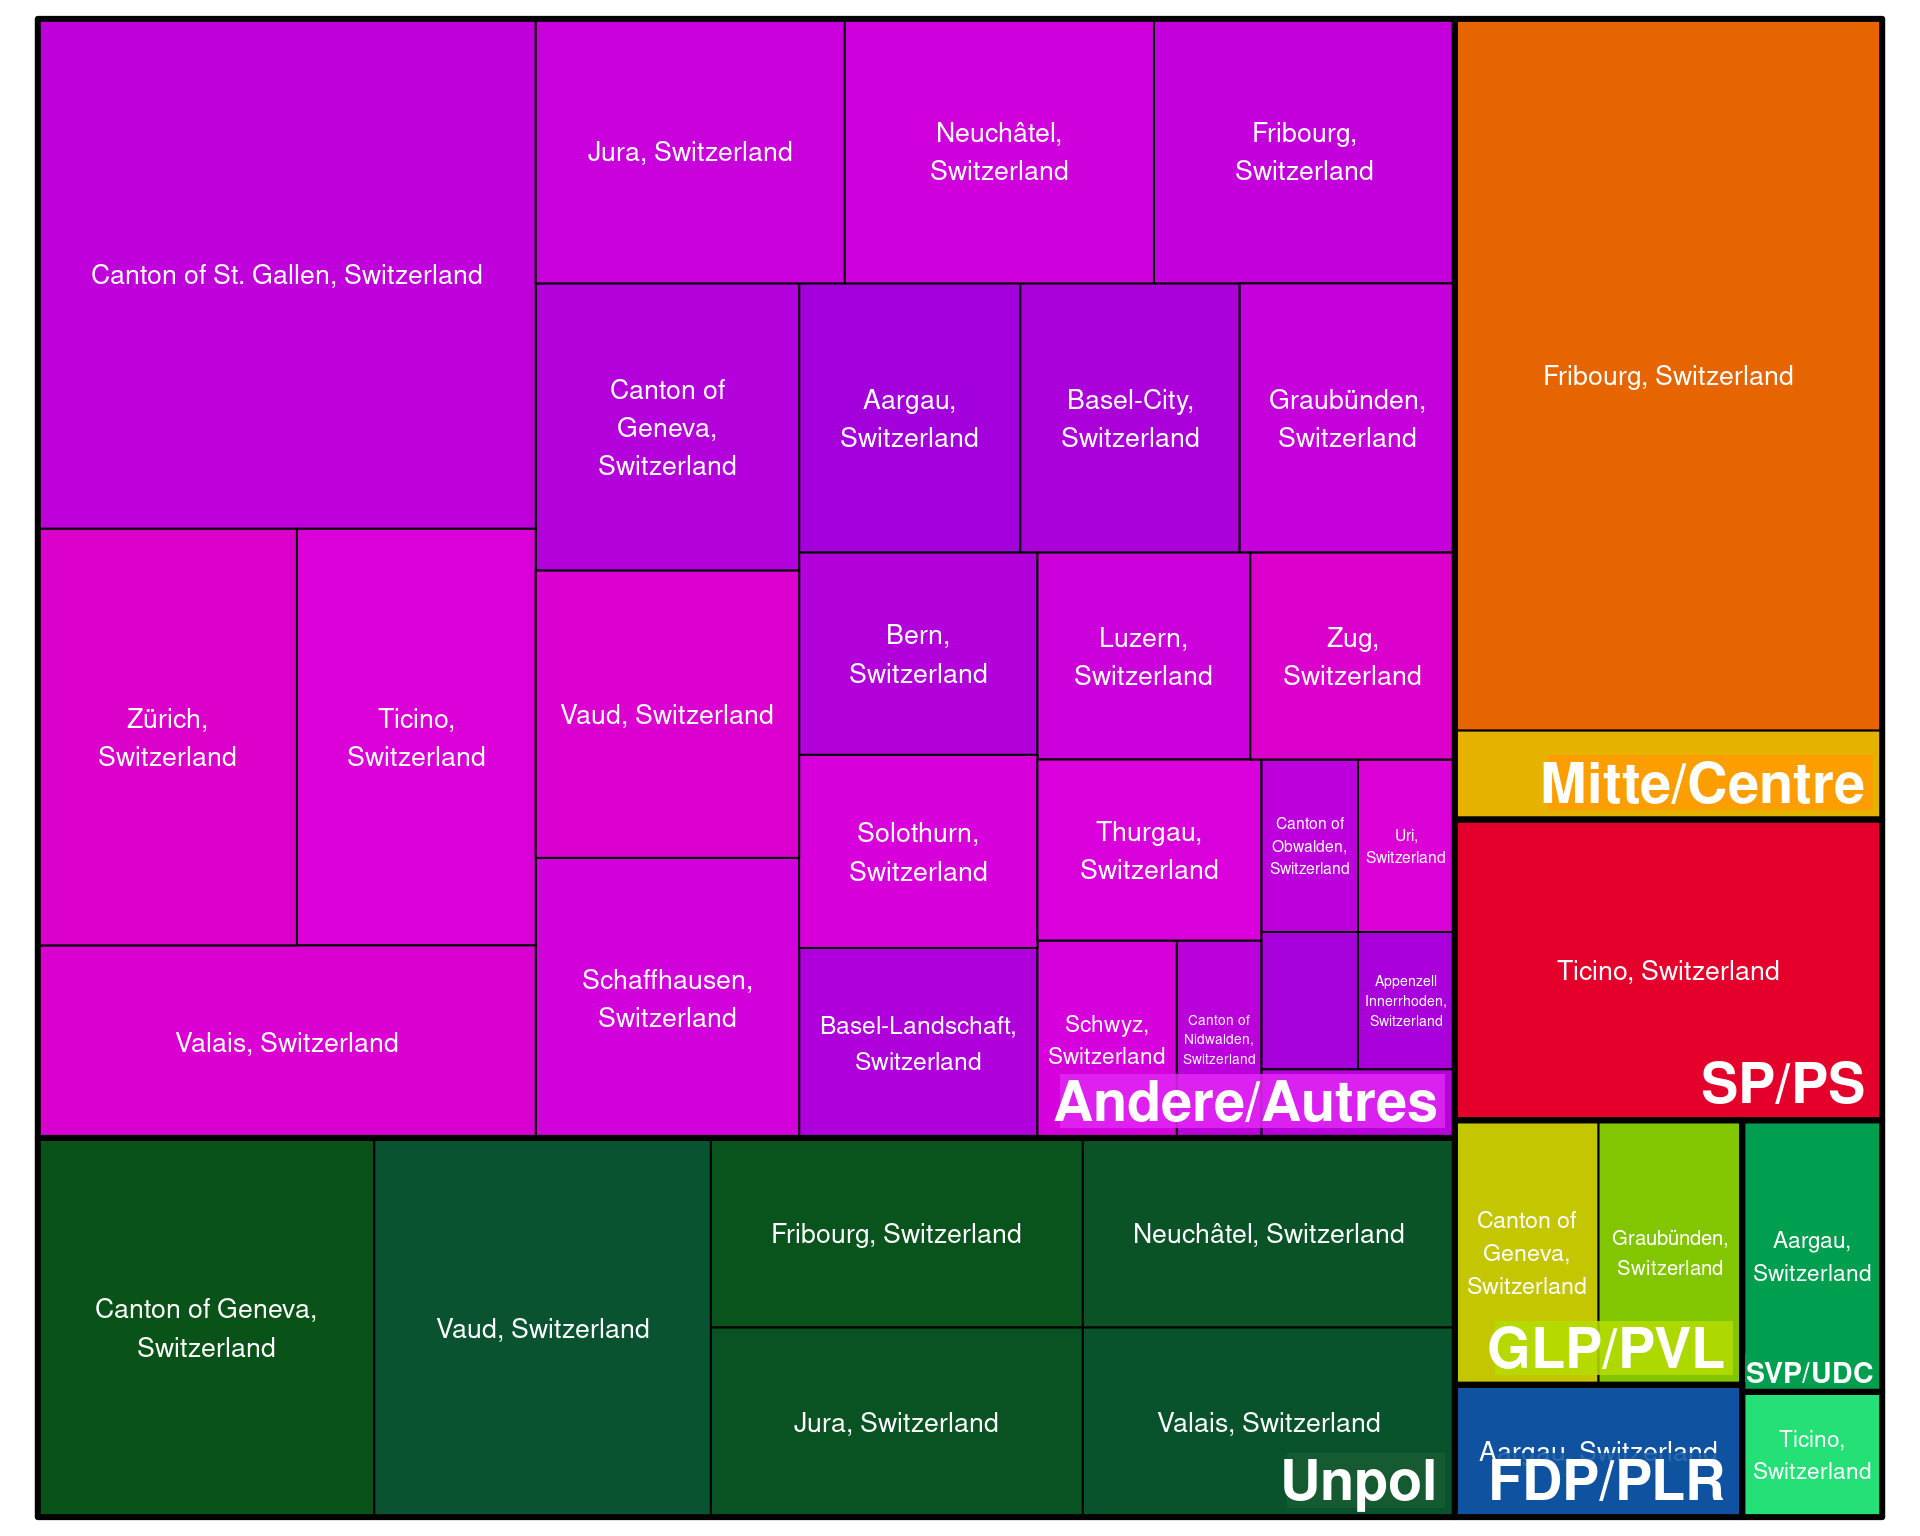 Canton of St. Gallen, Switzerland
Jura, Switzerland
Neuchâtel,
Switzerland
Fribourg,
Switzerland
Fribourg, Switzerland
Canton of
Geneva,
Switzerland
Aargau,
Switzerland
Basel-City,
Switzerland
Graubünden,
Switzerland
Zürich,
Switzerland
Ticino,
Switzerland
Vaud, Switzerland
Bern,
Switzerland
Luzern,
Switzerland
Zug,
Switzerland
Mitte/Centre
Solothurn,
Switzerland
Thurgau,
Switzerland
Canton of
Obwalden,
Switzerland
Uri,
Switzerland
Valais, Switzerland
Schaffhausen,
Switzerland
Basel-Landschaft,
Switzerland
Schwyz,
Switzerland
Canton of
Nidwalden,
Switzerland
Appenzell
Innerrhoden,
Switzerland
Andere/Autres
Ticino, Switzerland
SP/PS
Canton of Geneva,
Switzerland
Vaud, Switzerland
Fribourg, Switzerland
Neuchâtel, Switzerland
Jura, Switzerland
Valais, Switzerland
Unpol
Canton of
Geneva,
Switzerland
Graubünden,
Switzerland
GLP/PVL
Aargau,
Switzerland
SVP/UDC
Aargau, Switzerland
FDP/PLR
Ticino,
Switzerland